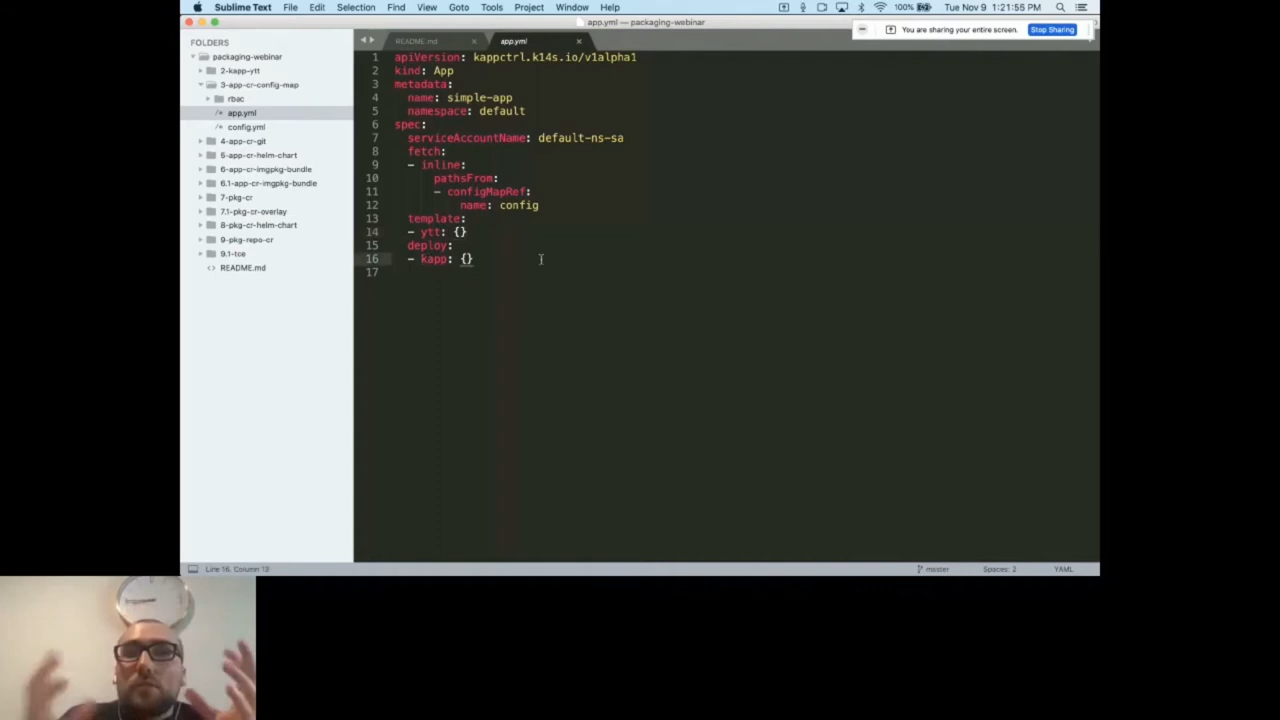 Sublime Text File Edit Selection Find View Goto Tools Project Window Help 100% Tue Nov 9 1:21:55 PM
app.yml — packaging-webinar
You are sharing your entire screen. Stop Sharing
FOLDERS
packaging-webinar
2-kapp-ytt
3-app-cr-config-map
rbac
/* app.yml
/* config.yml
4-app-cr-git
5-app-cr-helm-chart
6-app-cr-imgpkg-bundle
6.1-app-cr-imgpkg-bundle
7-pkg-cr
7.1-pkg-cr-overlay
8-pkg-helm-chart
9-pkg-repo-cr
9.1-tce
<> README.md
README.md × app.yml ×
1 apiVersion: kappctrl.k14s.io/v1alpha1
2 kind: App
3 metadata:
4 name: simple-app
5 namespace: default
6 spec:
7 serviceAccountName: default-ns-sa
8 fetch:
9 - inline:
10 pathsFrom:
11 - configMapRef:
12 name: config
13 template:
14 - ytt: {}
15 deploy:
16 - kapp: {}
17
Line 16, Column 13 master Spaces: 2 YAML